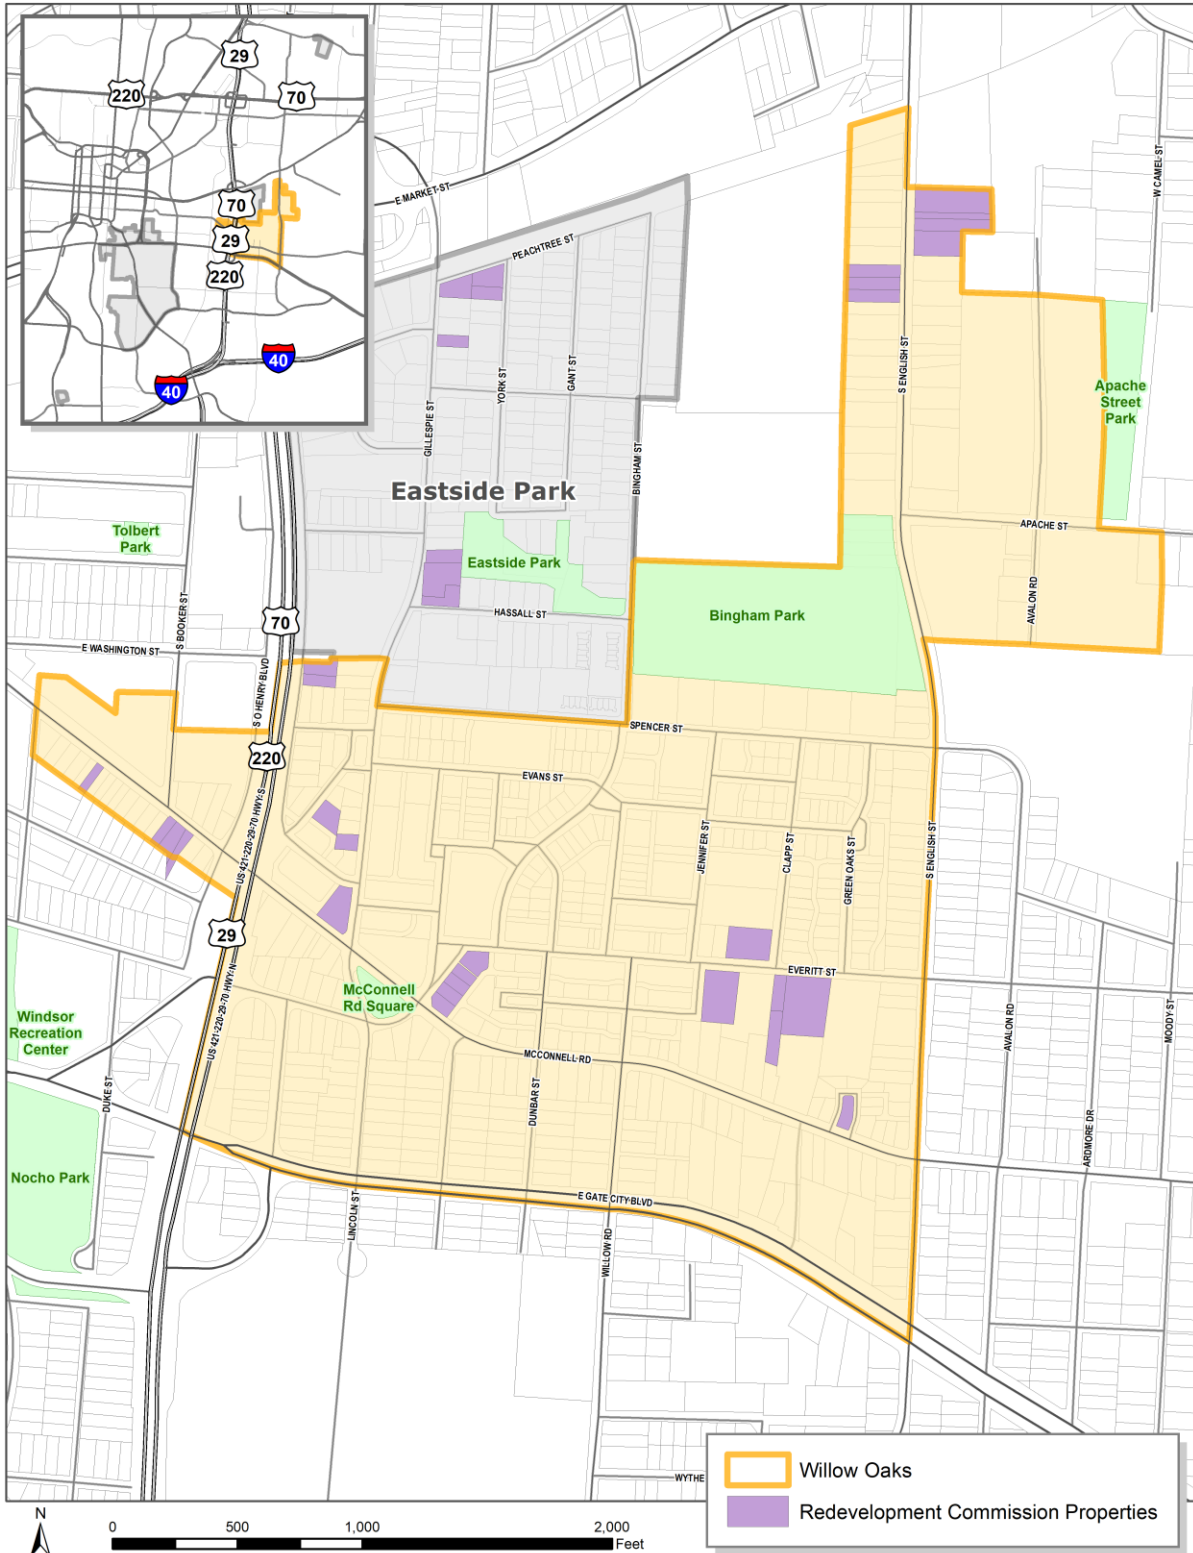 29
220
70
70
29
220
40
40
E MARKET ST
PEACHTREE ST
W CAMEL ST
S ENGLISH ST
GANT ST
YORK ST
GILLESPIE ST
BINGHAM ST
Apache
Street
Park
Eastside Park
APACHE ST
Tolbert
Park
Eastside Park
AVALON RD
S BOOKER ST
HASSALL ST
Bingham Park
70
E WASHINGTON ST
S O HENRY BLVD
SPENCER ST
220
EVANS ST
US 421-220-29-70 HWY S
JENNIFER ST
CLAPP ST
GREEN OAKS ST
S ENGLISH ST
29
EVERITT ST
McConnell
Rd Square
Windsor
Recreation
Center
US 421-220-29-70 HWY N
AVALON RD
MOODY ST
MCCONNELL RD
DUKE ST
DUNBAR ST
ARDMORE DR
Nocho Park
E GATE CITY BLVD
LINCOLN ST
WILLOW RD
WYTHE
Willow Oaks
Redevelopment Commission Properties
N
0 500 1,000 2,000
Feet